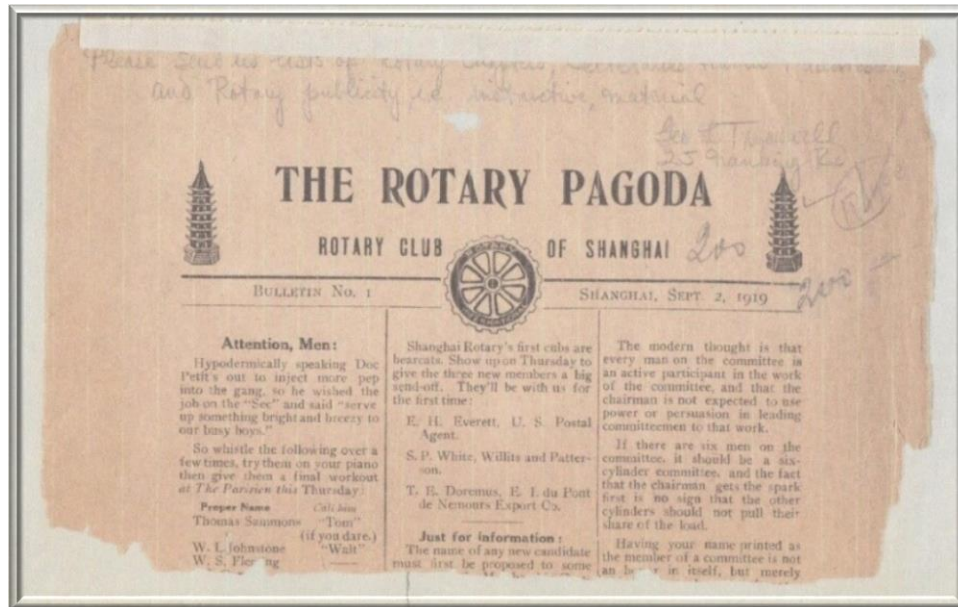 Please send us lists of Rotary
and Rotary publicity, i.e. instructive, material
THE ROTARY PAGODA
ROTARY CLUB OF SHANGHAI
200
200
BULLETIN No. 1
SHANGHAI, SEPT. 2, 1919
Attention, Men:
Hypodermically speaking Doc
Petit's out to inject more pep
into the gang, so he wished the
job on the "Sec" and said "serve
up something bright and breezy to
our busy boys."
So whistle the following over a
few times, try them on your piano
then give them a final workout
at The Parisien this Thursday:
Proper Name Call him
Thomas Sammons "Tom"
(if you dare.)
W. L. Johnstone "Walt"
W. S. Fleming
Shanghai Rotary's first cubs are
bearcats. Show up on Thursday to
give the three new members a big
send-off. They'll be with us for
the first time:
E. H. Everett, U. S. Postal
Agent.
S. P. White, Willits and Patter-
son.
T. E. Doremus, E. I. du Pont
de Nemours Export Co.
Just for information:
The name of any new candidate
must first be proposed to some
The modern thought is that
every man on the committee is
an active participant in the work
of the committee, and that the
chairman is not expected to use
power or persuasion in leading
committeemen to that work.
If there are six men on the
committee, it should be a six-
cylinder committee, and the fact
that the chairman gets the spark
first is no sign that the other
cylinders should not pull their
share of the load.
Having your name printed as
the member of a committee is not
an in itself, but merely